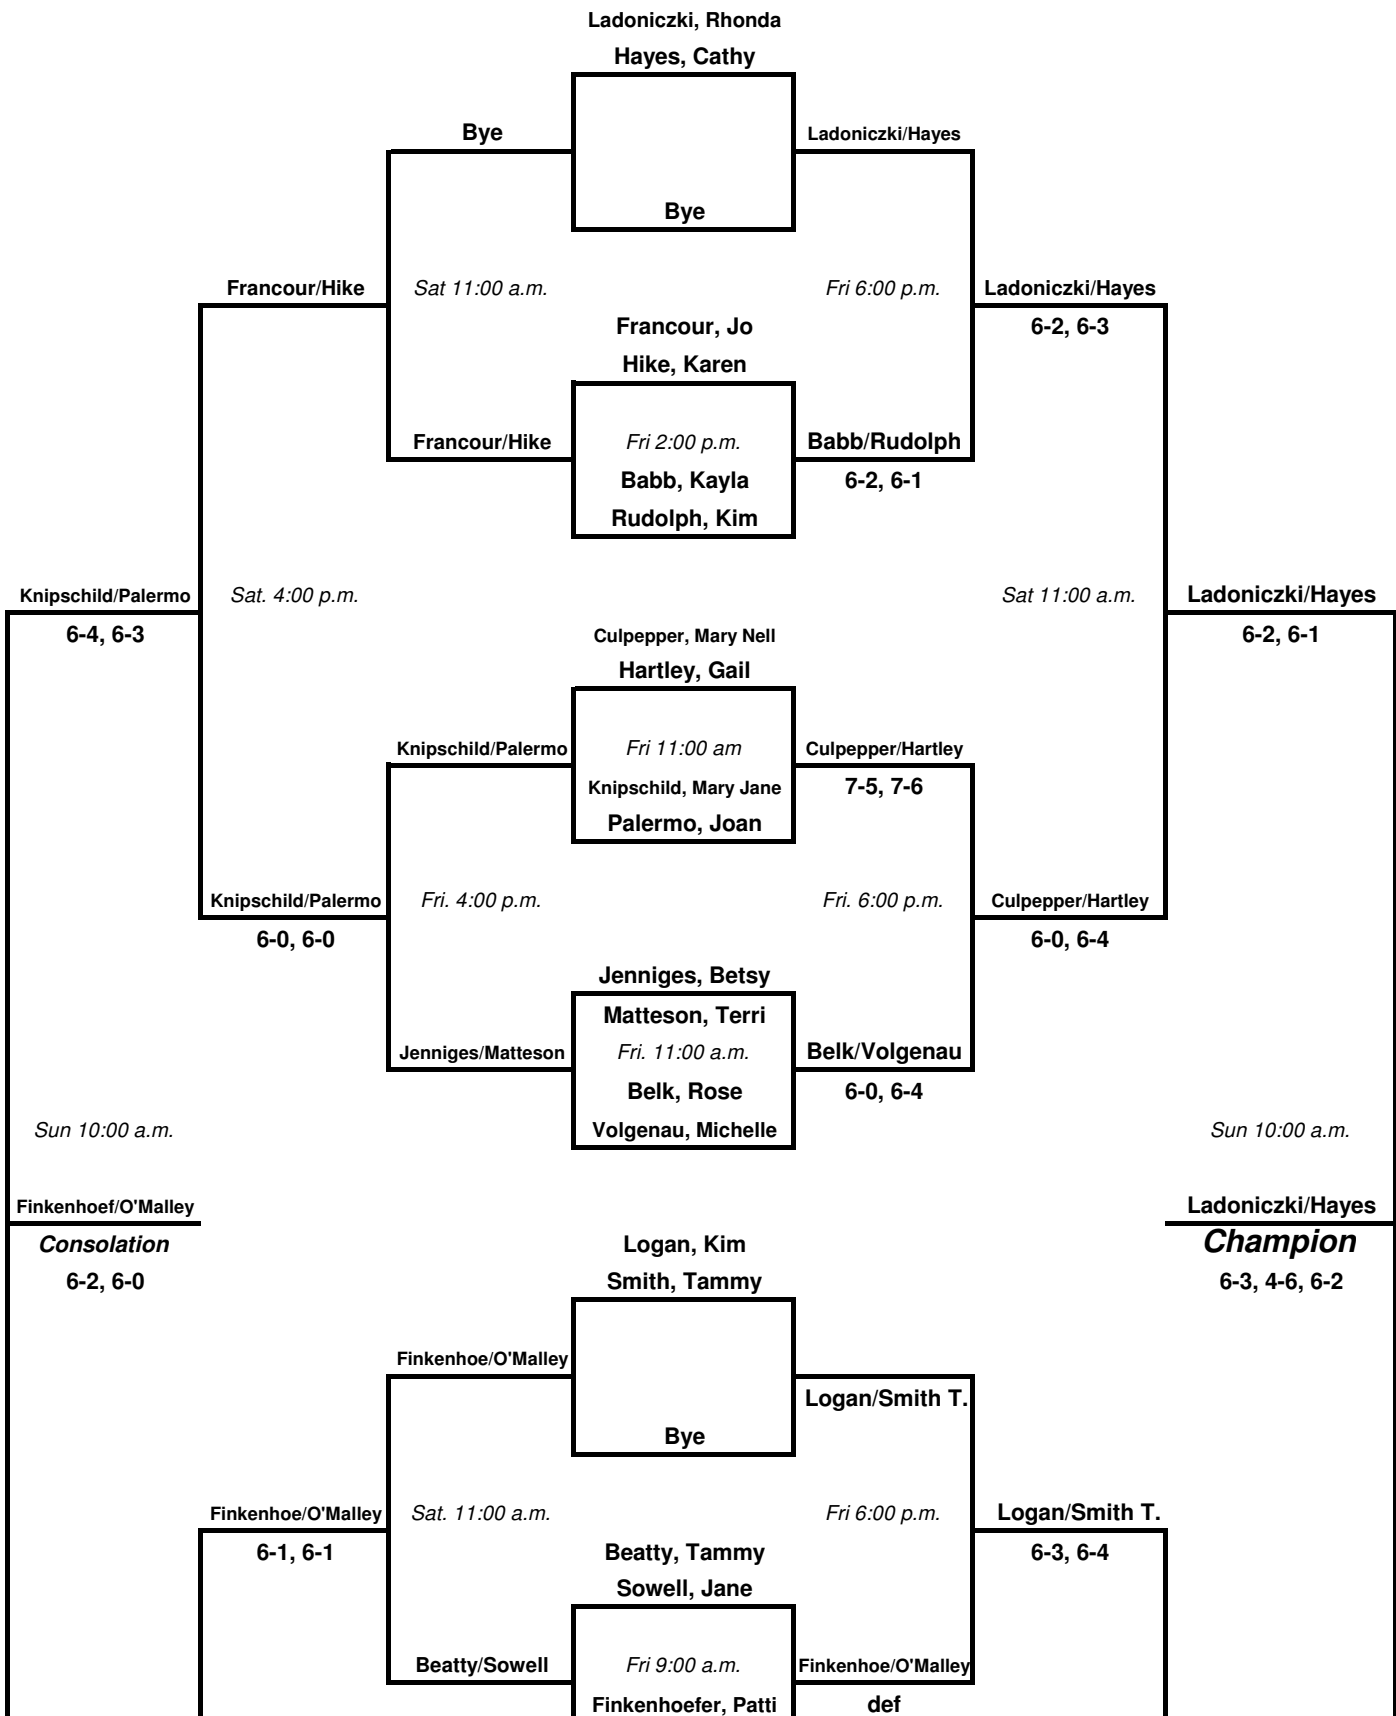 Ladoniczki, Rhonda
Hayes, Cathy
Bye
Ladoniczki/Hayes
Bye
Francour/Hike
Sat 11:00 a.m.
Fri 6:00 p.m.
Ladoniczki/Hayes
Francour, Jo
6-2, 6-3
Hike, Karen
Francour/Hike
Fri 2:00 p.m.
Babb/Rudolph
Babb, Kayla
6-2, 6-1
Rudolph, Kim
Knipschild/Palermo
Sat. 4:00 p.m.
Sat 11:00 a.m.
Ladoniczki/Hayes
6-4, 6-3
Culpepper, Mary Nell
6-2, 6-1
Hartley, Gail
Knipschild/Palermo
Fri 11:00 am
Culpepper/Hartley
Knipschild, Mary Jane
7-5, 7-6
Palermo, Joan
Knipschild/Palermo
Fri. 4:00 p.m.
Fri. 6:00 p.m.
Culpepper/Hartley
6-0, 6-0
6-0, 6-4
Jenniges, Betsy
Matteson, Terri
Jenniges/Matteson
Fri. 11:00 a.m.
Belk/Volgenau
Belk, Rose
6-0, 6-4
Sun 10:00 a.m.
Volgenau, Michelle
Sun 10:00 a.m.
Finkenhoef/O'Malley
Ladoniczki/Hayes
Consolation
Logan, Kim
Champion
6-2, 6-0
Smith, Tammy
6-3, 4-6, 6-2
Finkenhoe/O'Malley
Logan/Smith T.
Bye
Finkenhoe/O'Malley
Sat. 11:00 a.m.
Fri 6:00 p.m.
Logan/Smith T.
6-1, 6-1
Beatty, Tammy
6-3, 6-4
Sowell, Jane
Beatty/Sowell
Fri 9:00 a.m.
Finkenhoe/O'Malley
Finkenhoefer, Patti
def